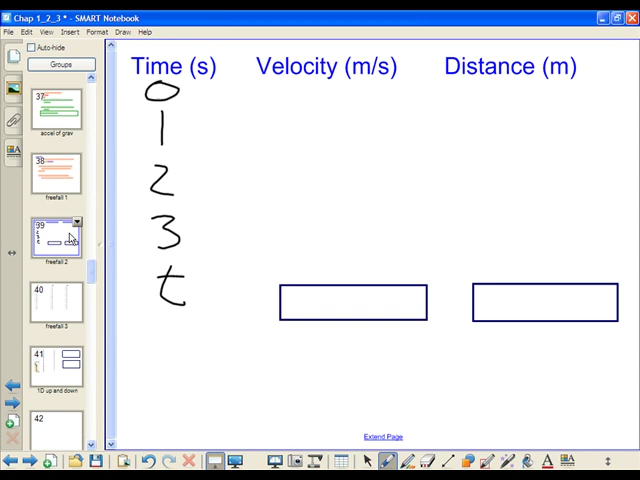 Chap 1_2_3 * - SMART Notebook
File Edit View Insert Format Draw Help
Auto-hide
Groups
37
accel of grav
38
freefall 1
39
freefall 2
40
freefall 3
41
1D up and down
42
Time (s) Velocity (m/s) Distance (m)
0
1
2
3
t
Extend Page